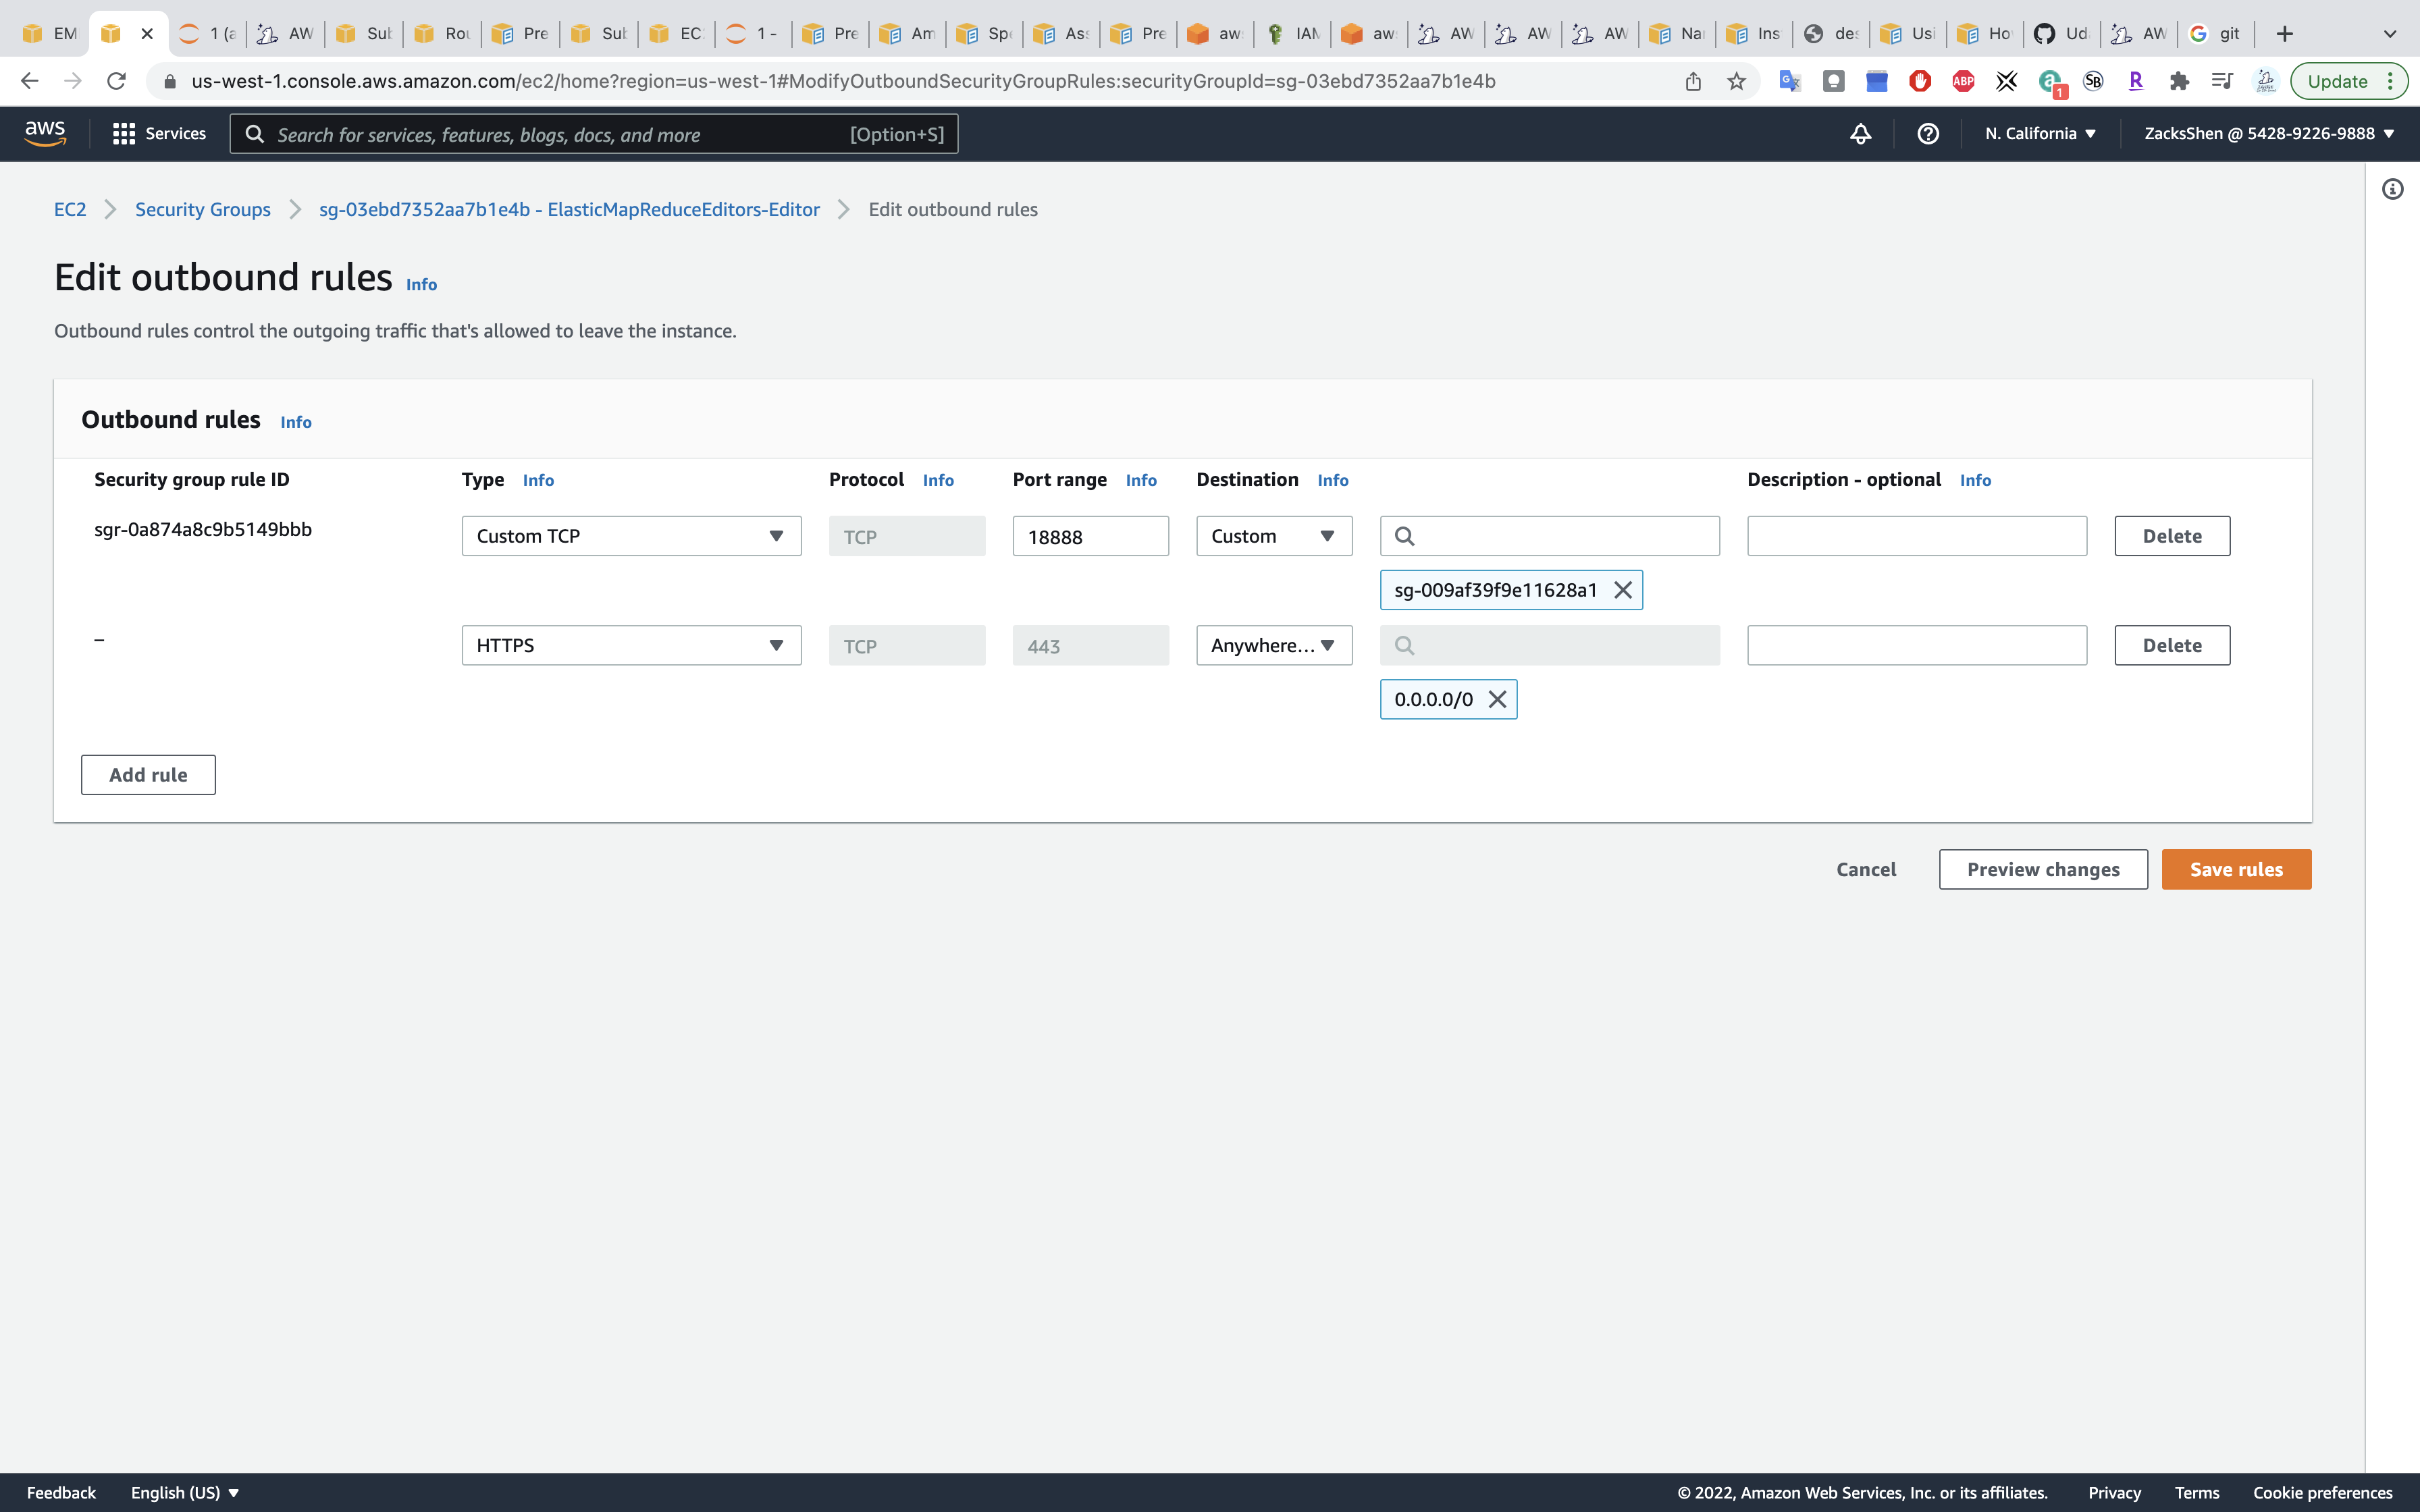 EM 1 (a AW Sub Rou Pre Sub EC 1 - Pre Am Spe Ass Pre aw IAM aw AW AW AW Na Ins des Usi Ho Ud AW git
us-west-1.console.aws.amazon.com/ec2/home?region=us-west-1#ModifyOutboundSecurityGroupRules:securityGroupId=sg-03ebd7352aa7b1e4b ABP 1 SB R Update
aws Services Search for services, features, blogs, docs, and more [Option+S] N. California ZacksShen @ 5428-9226-9888
EC2 Security Groups sg-03ebd7352aa7b1e4b - ElasticMapReduceEditors-Editor Edit outbound rules
Edit outbound rules Info
Outbound rules control the outgoing traffic that's allowed to leave the instance.
Outbound rules Info
Security group rule ID Type Info Protocol Info Port range Info Destination Info Description - optional Info
sgr-0a874a8c9b5149bbb Custom TCP TCP 18888 Custom Delete
sg-009af39f9e11628a1
– HTTPS TCP 443 Anywhere... Delete
0.0.0.0/0
Add rule
Cancel Preview changes Save rules
Feedback English (US) © 2022, Amazon Web Services, Inc. or its affiliates. Privacy Terms Cookie preferences